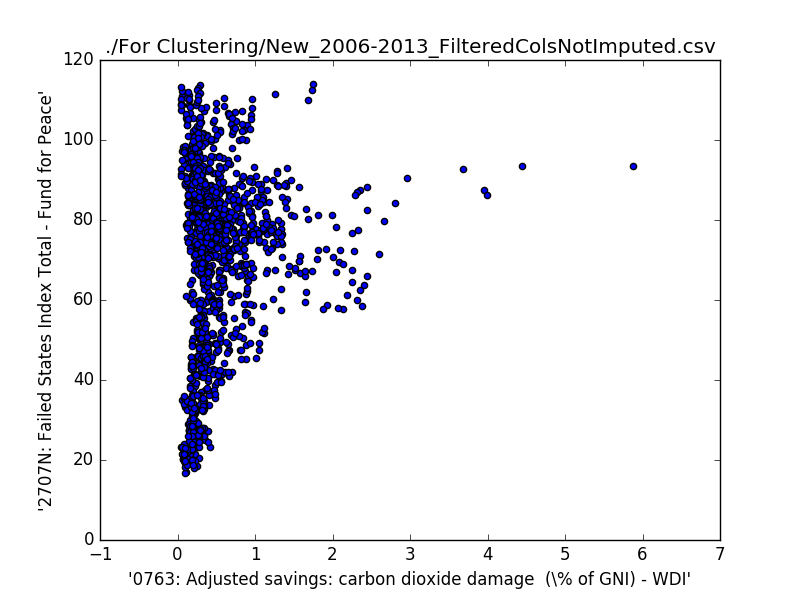 ./For Clustering/New_2006-2013_FilteredColsNotImputed.csv
120
100
80
60
40
20
0
'2707N: Failed States Index Total - Fund for Peace'
−1 0 1 2 3 4 5 6 7
'0763: Adjusted savings: carbon dioxide damage  (\% of GNI) - WDI'